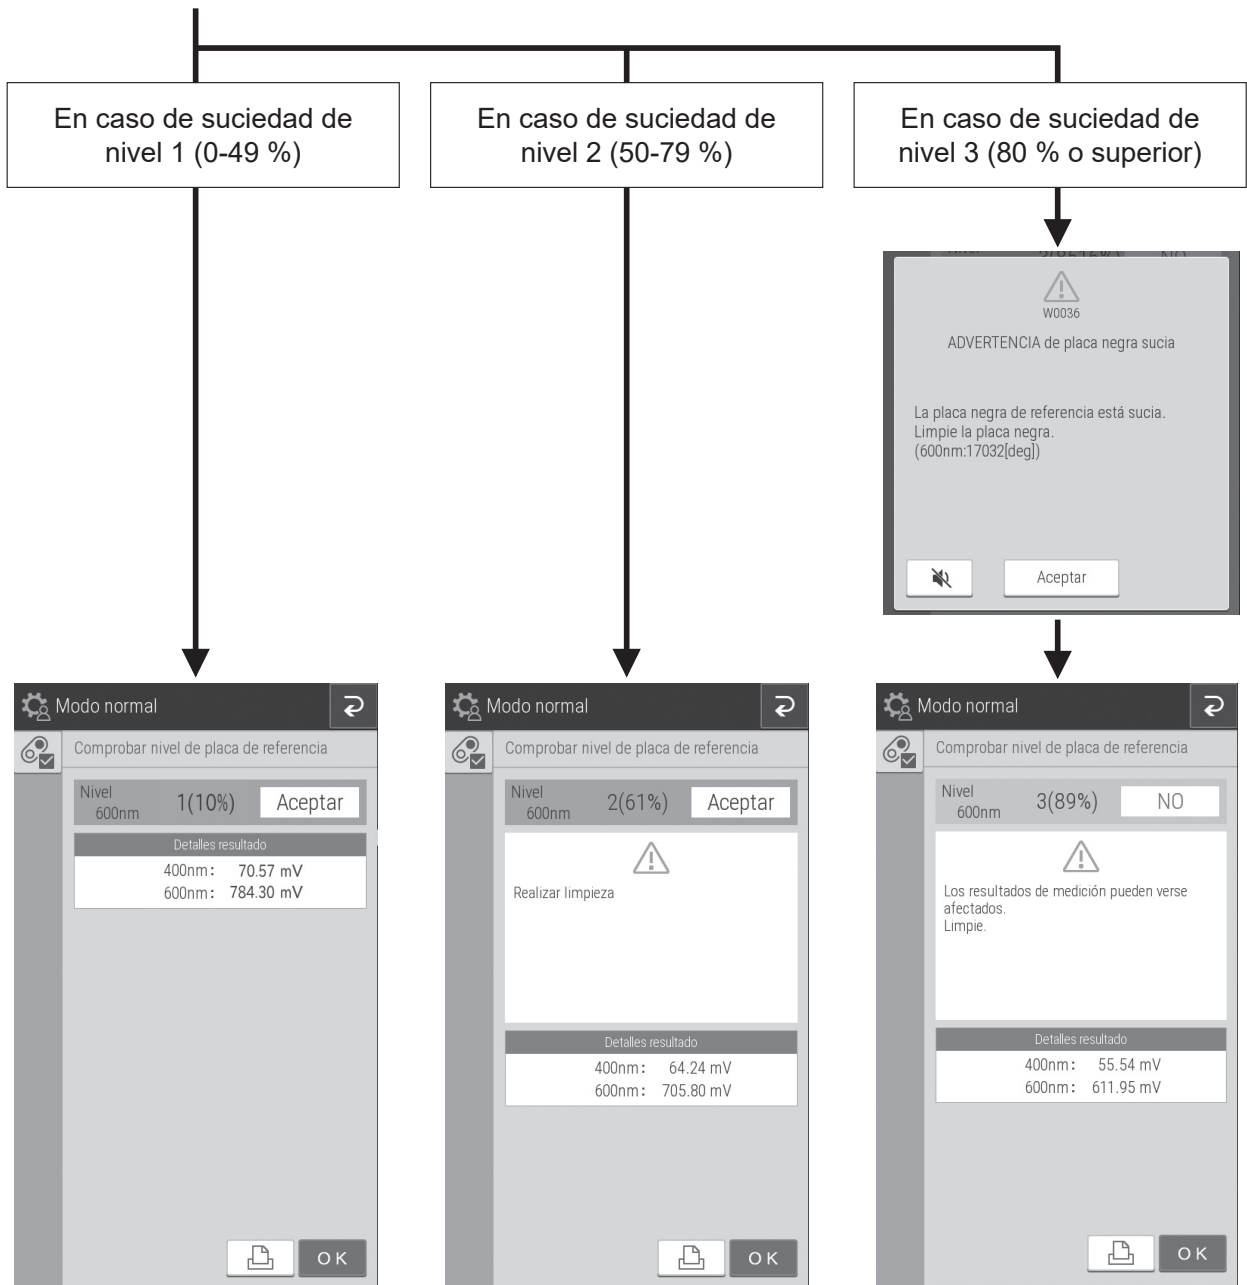 En caso de suciedad de
nivel 1 (0-49 %)
En caso de suciedad de
nivel 2 (50-79 %)
En caso de suciedad de
nivel 3 (80 % o superior)
W0036
ADVERTENCIA de placa negra sucia
La placa negra de referencia está sucia.
Limpie la placa negra.
(600nm:17032[deg])
Aceptar
Modo normal
Comprobar nivel de placa de referencia
Nivel
600nm 1(10%) Aceptar
Detalles resultado
400nm: 70.57 mV
600nm: 784.30 mV
OK
Modo normal
Comprobar nivel de placa de referencia
Nivel
600nm 2(61%) Aceptar
Realizar limpieza
Detalles resultado
400nm: 64.24 mV
600nm: 705.80 mV
OK
Modo normal
Comprobar nivel de placa de referencia
Nivel
600nm 3(89%) NO
Los resultados de medición pueden verse
afectados.
Limpie.
Detalles resultado
400nm: 55.54 mV
600nm: 611.95 mV
OK